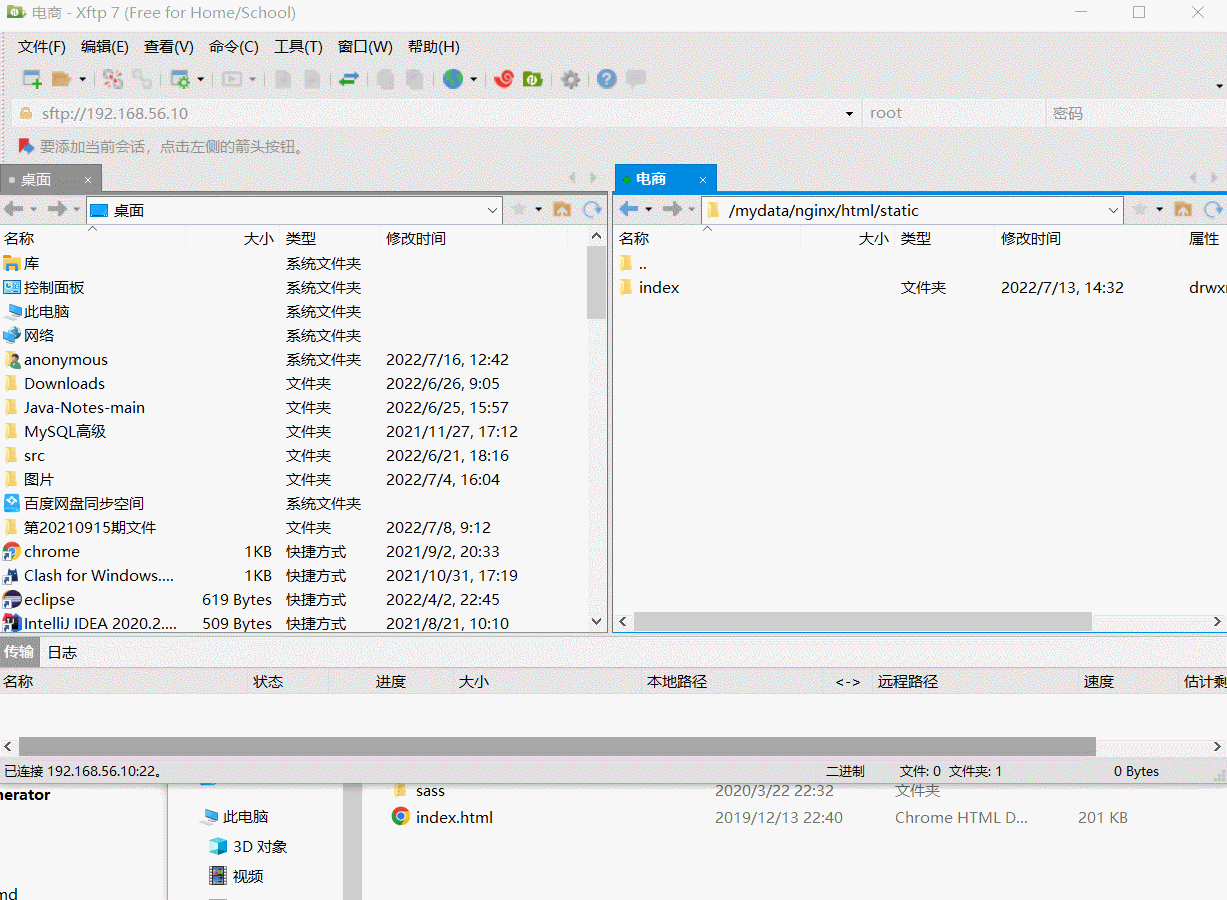 电商 - Xftp 7 (Free for Home/School)
文件(F) 编辑(E) 查看(V) 命令(C) 工具(T) 窗口(W) 帮助(H)
sftp://192.168.56.10 root 密码
要添加当前会话，点击左侧的箭头按钮。
桌面 × 电商 ×
桌面 /mydata/nginx/html/static
名称 大小 类型 修改时间 名称 大小 类型 修改时间 属性
库 系统文件夹 ..
控制面板 系统文件夹 index 文件夹 2022/7/13, 14:32 drwxr
此电脑 系统文件夹
网络 系统文件夹
anonymous 系统文件夹 2022/7/16, 12:42
Downloads 文件夹 2022/6/26, 9:05
Java-Notes-main 文件夹 2022/6/25, 15:57
MySQL高级 文件夹 2021/11/27, 17:12
src 文件夹 2022/6/21, 18:16
图片 文件夹 2022/7/4, 16:04
百度网盘同步空间 系统文件夹
第20210915期文件 文件夹 2022/7/8, 9:12
chrome 1KB 快捷方式 2021/9/2, 20:33
Clash for Windows.... 1KB 快捷方式 2021/10/31, 17:19
eclipse 619 Bytes 快捷方式 2022/4/2, 22:45
IntelliJ IDEA 2020.2.... 509 Bytes 快捷方式 2021/8/21, 10:10
传输 日志
名称 状态 进度 大小 本地路径 <-> 远程路径 速度 估计剩
已连接 192.168.56.10:22。 二进制 文件: 0 文件夹: 1 0 Bytes
nerator sass 2020/3/22 22:32 文件夹
此电脑 index.html 2019/12/13 22:40 Chrome HTML D... 201 KB
3D 对象
视频
md